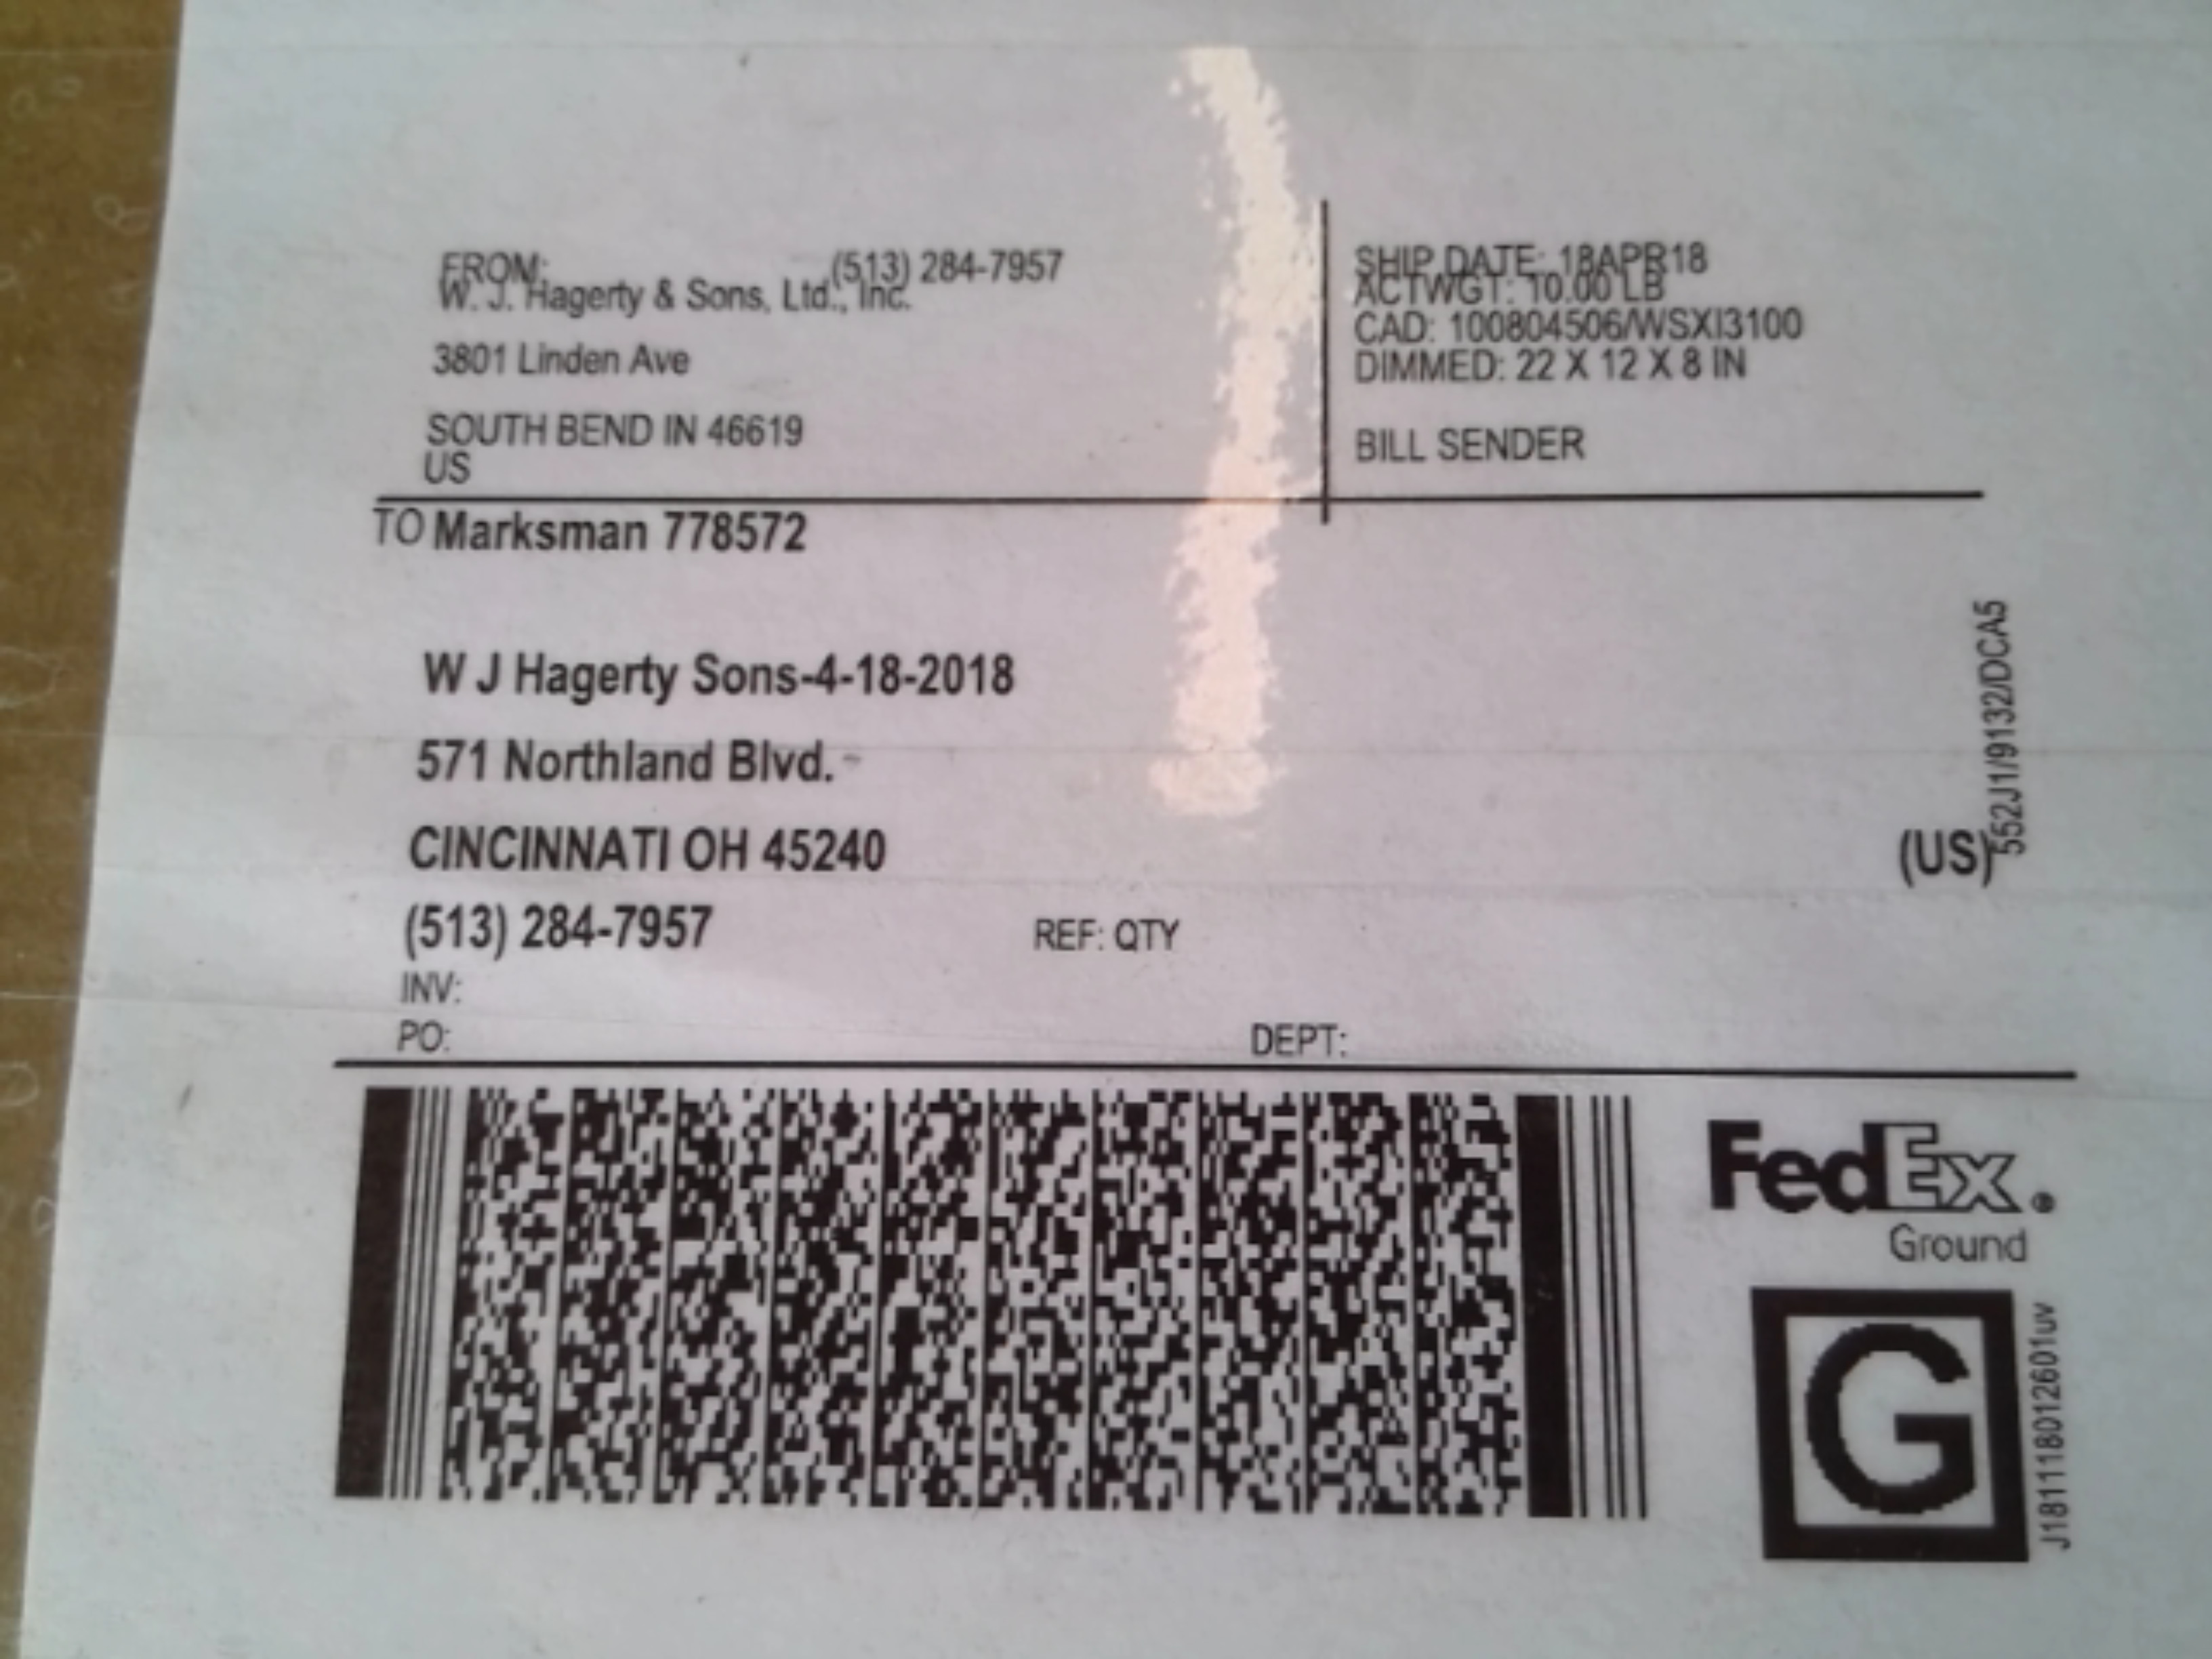 FROM: (513) 284-7957
W. J. Hagerty & Sons, Ltd., Inc.
3801 Linden Ave
SOUTH BEND IN 46619
US
SHIP DATE: 18APR18
ACTWGT: 10.00 LB
CAD: 100804506/WSXI3100
DIMMED: 22 X 12 X 8 IN
BILL SENDER
TO Marksman 778572
W J Hagerty Sons-4-18-2018
571 Northland Blvd.
CINCINNATI OH 45240
(US)
(513) 284-7957
REF: QTY
INV:
PO:
DEPT:
552J1/9132/DCA5
FedEx®
Ground
G
J181118012601uv